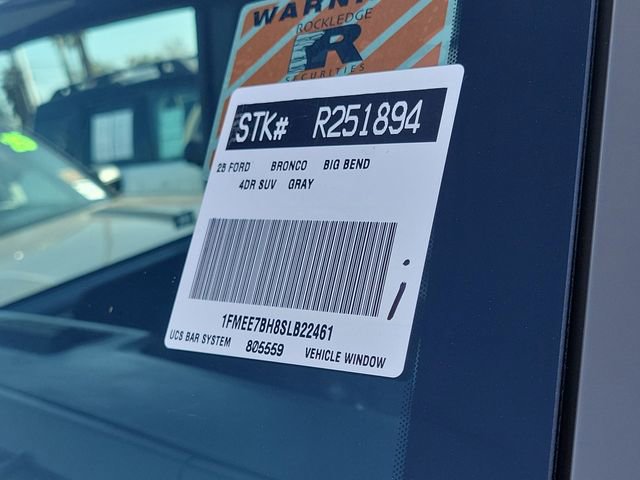 WARNI
ROCKLEDGE
R
SECURITIES
STK# R251894
25 FORD BRONCO BIG BEND
4DR SUV GRAY
1FMEE7BH8SLB22461
UCS BAR SYSTEM 805559 VEHICLE WINDOW